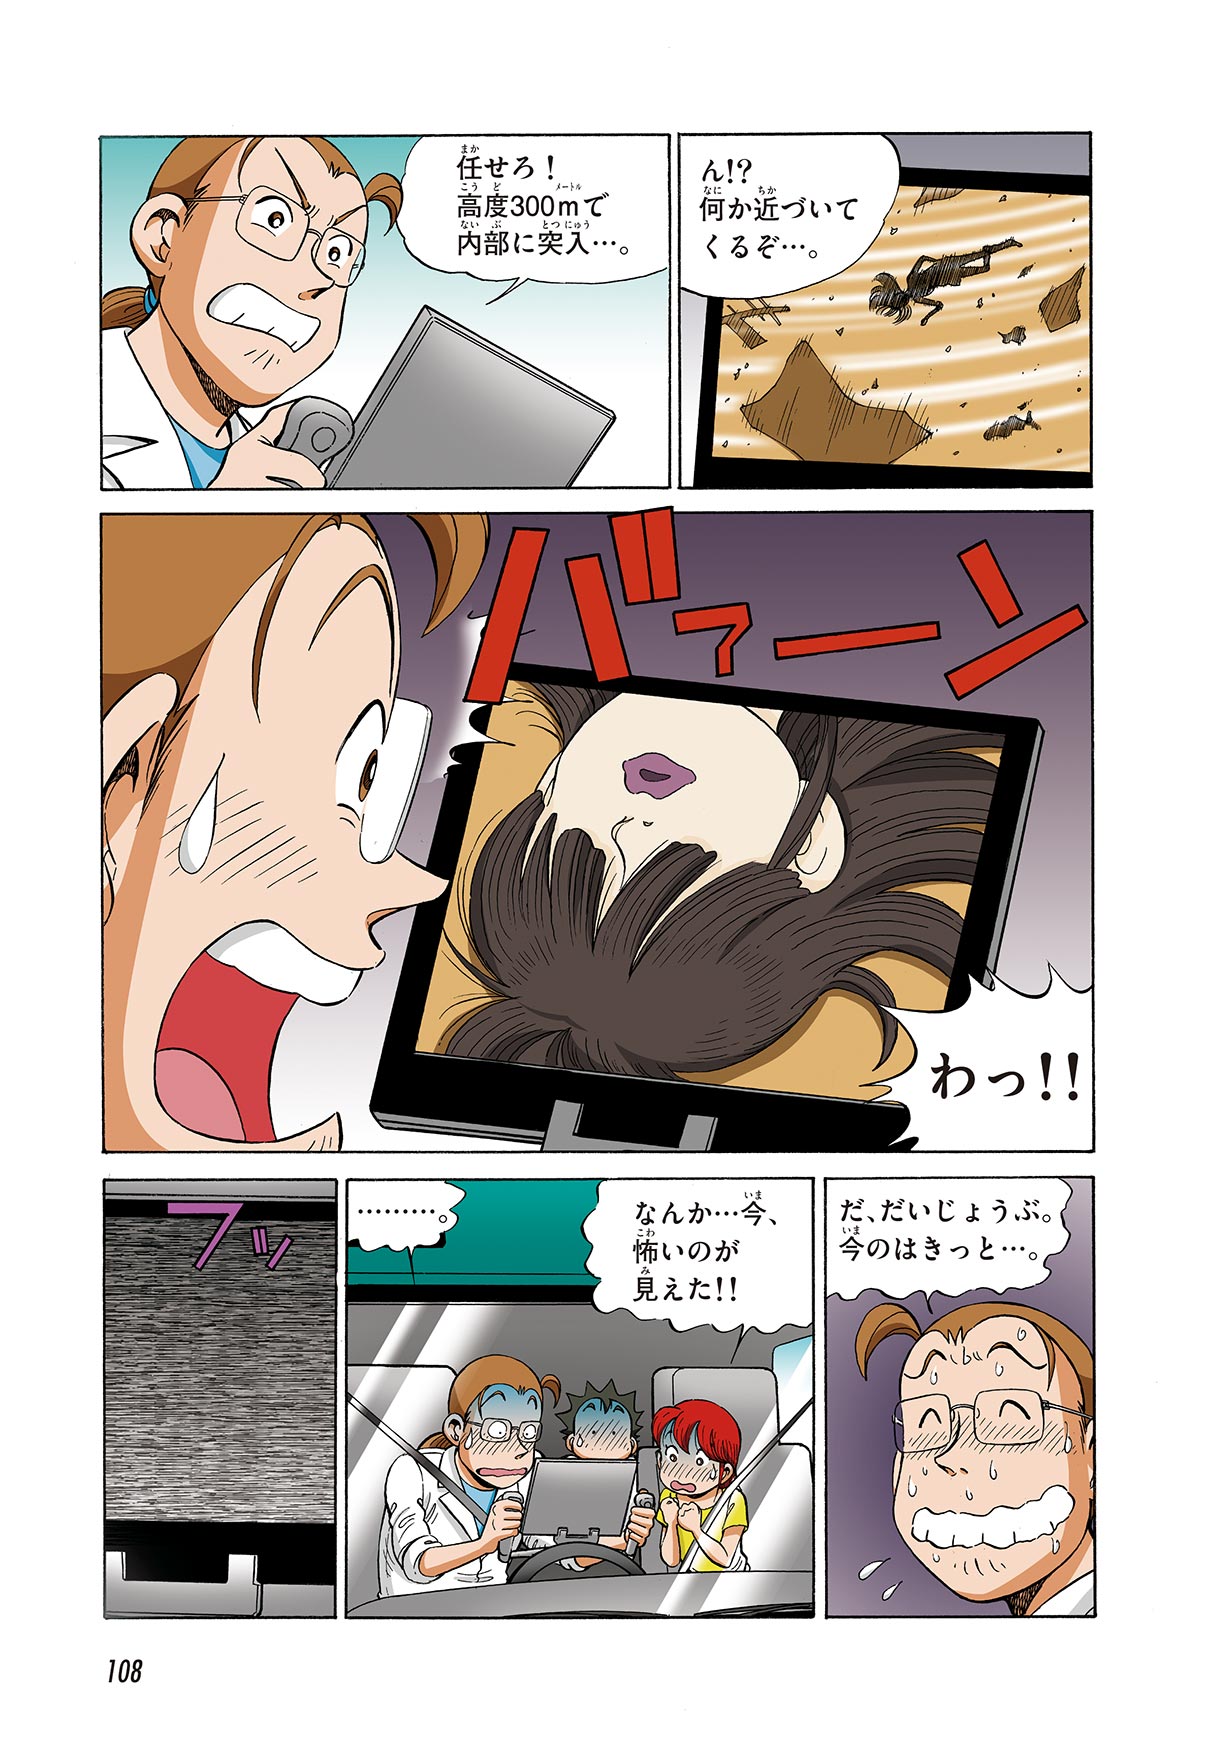 任せろ！
高度300mで
内部に突入…。
ん!?
何か近づいて
くるぞ…。
バァーン
わっ!!
フッ
………。
なんか…今、
怖いのが
見えた!!
だ、だいじょうぶ。
今のはきっと…。
108